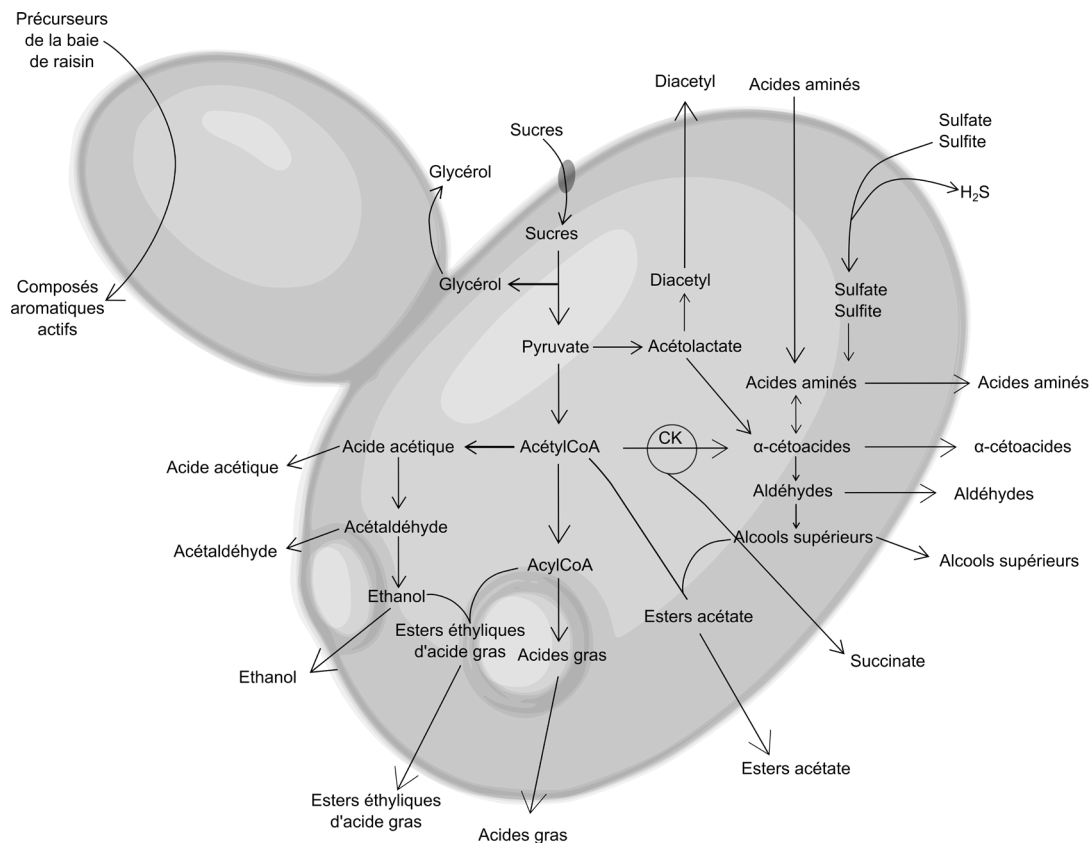 Précurseurs
de la baie
de raisin
Diacetyl
Acides aminés
Sucres
Sulfate
Sulfite
Glycérol
H₂S
Sucres
Glycérol
Diacetyl
Composés
aromatiques
actifs
Sulfate
Sulfite
Pyruvate
Acétolactate
Acides aminés
Acides aminés
Acide acétique
AcétylCoA
CK
α-cétoacides
α-cétoacides
Acide acétique
Aldéhydes
Aldéhydes
Acétaldéhyde
Acétaldéhyde
Alcools supérieurs
Alcools supérieurs
AcylCoA
Ethanol
Esters éthyliques
d'acide gras
Acides gras
Esters acétate
Succinate
Ethanol
Esters acétate
Esters éthyliques
d'acide gras
Acides gras